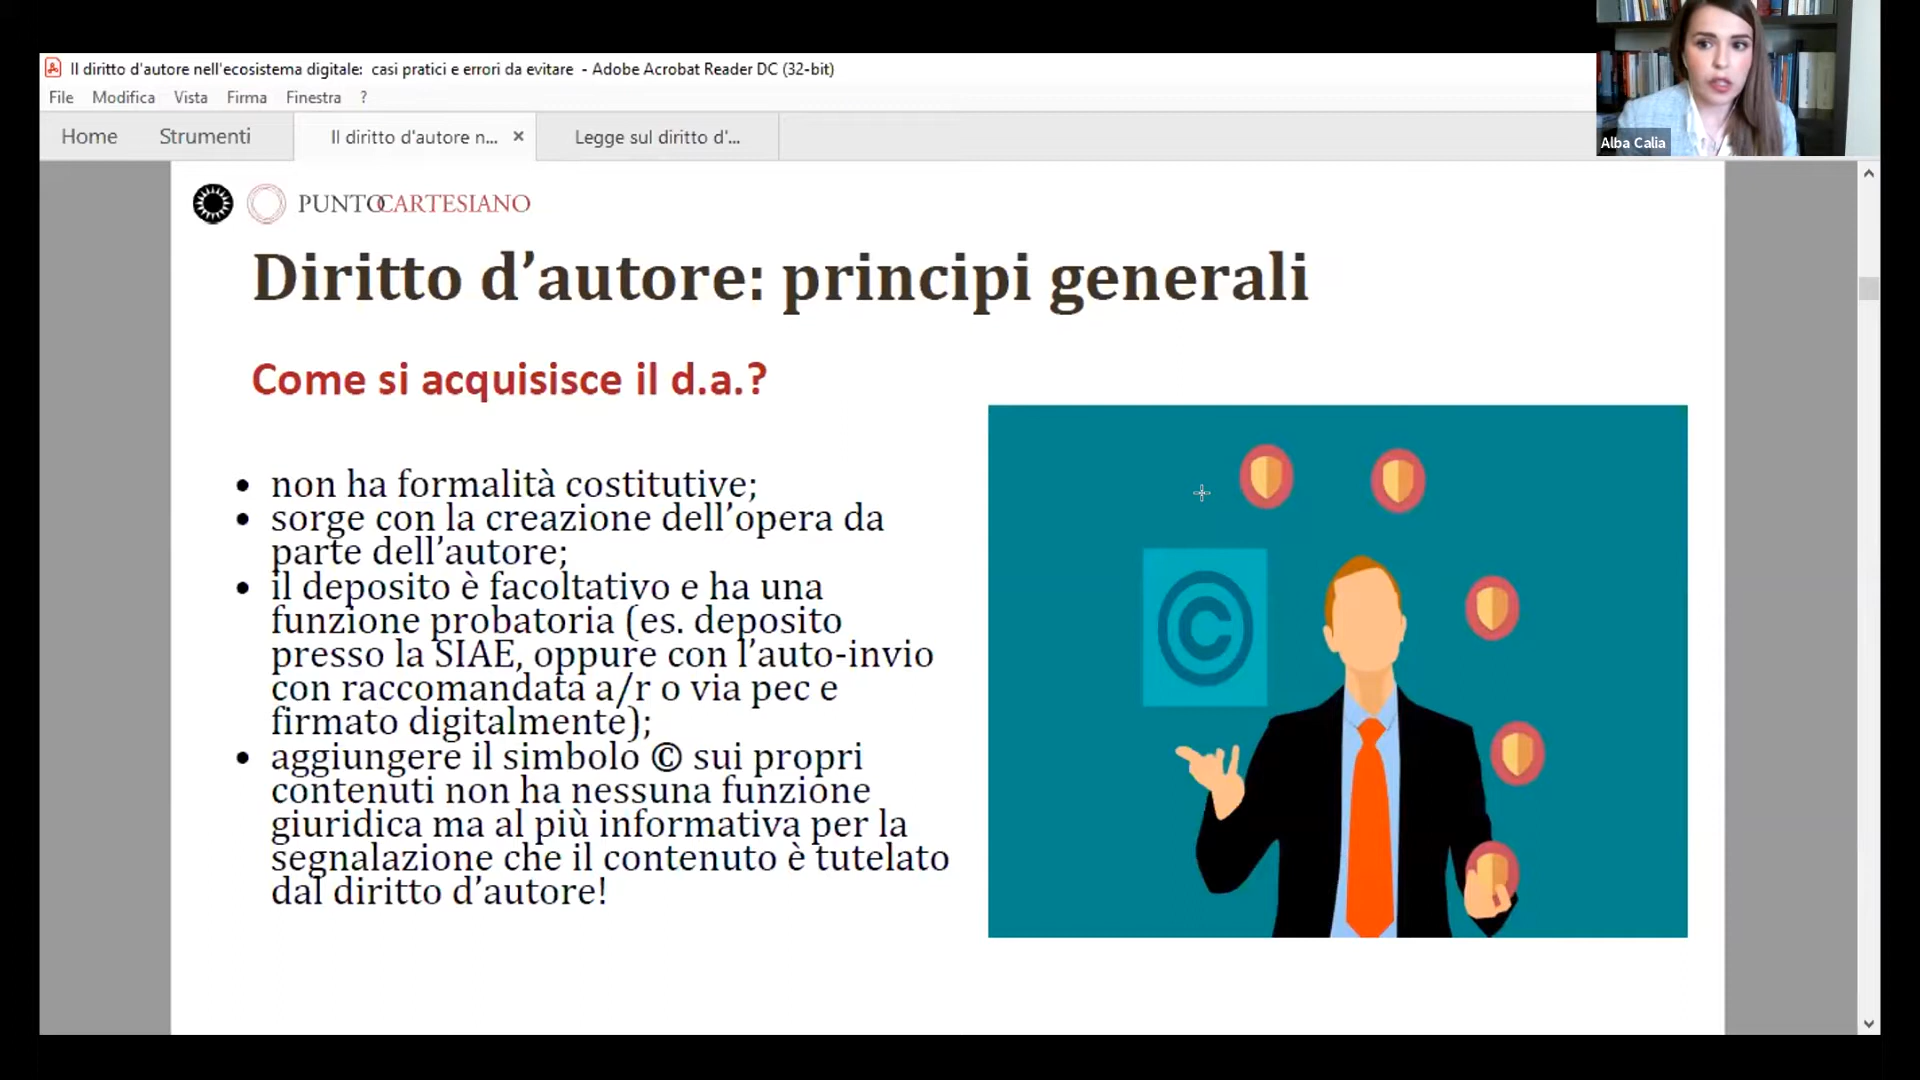 Il diritto d'autore nell'ecosistema digitale: casi pratici e errori da evitare - Adobe Acrobat Reader DC (32-bit)
File Modifica Vista Firma Finestra ?
Home Strumenti Il diritto d'autore n... × Legge sul diritto d'...
Alba Calia
PUNTOCARTESIANO
Diritto d’autore: principi generali
Come si acquisisce il d.a.?
• non ha formalità costitutive;
• sorge con la creazione dell’opera da
parte dell’autore;
• il deposito è facoltativo e ha una
funzione probatoria (es. deposito
presso la SIAE, oppure con l’auto-invio
con raccomandata a/r o via pec e
firmato digitalmente);
• aggiungere il simbolo © sui propri
contenuti non ha nessuna funzione
giuridica ma al più informativa per la
segnalazione che il contenuto è tutelato
dal diritto d’autore!
©